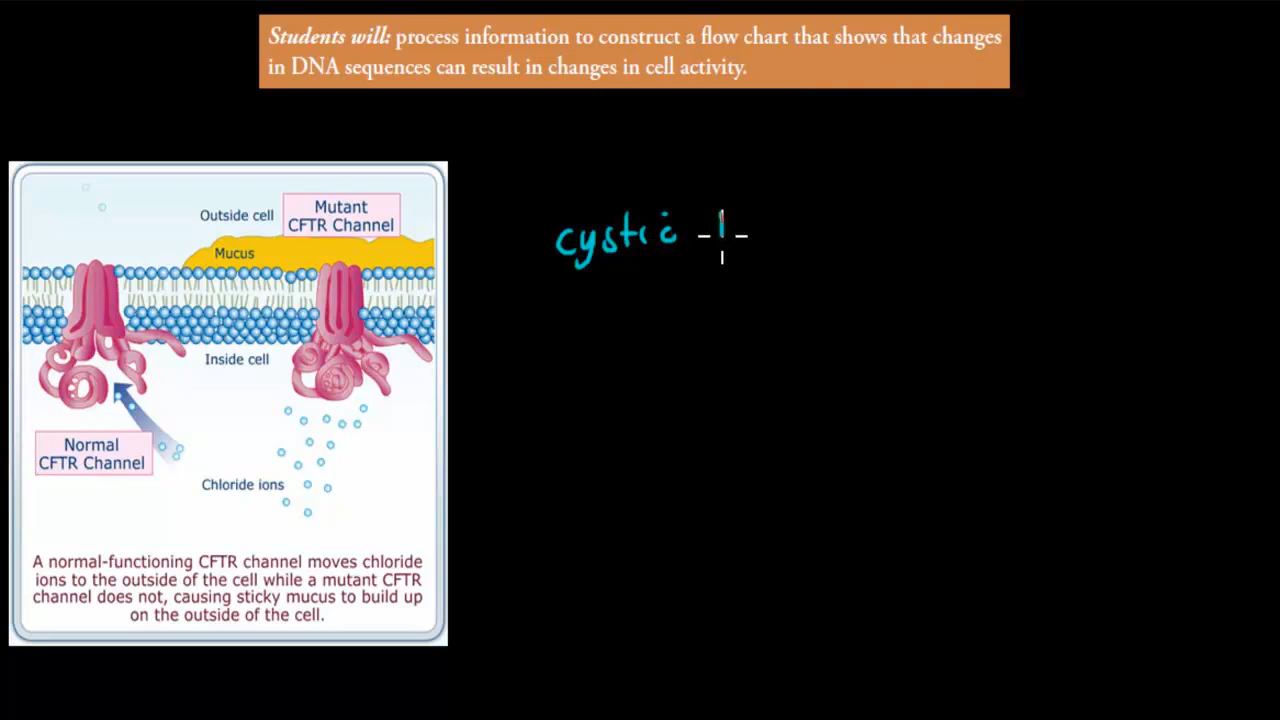 Students will: process information to construct a flow chart that shows that changes
in DNA sequences can result in changes in cell activity.
Outside cell
Mutant
CFTR Channel
Mucus
cystic
Inside cell
Normal
CFTR Channel
Chloride ions
A normal-functioning CFTR channel moves chloride
ions to the outside of the cell while a mutant CFTR
channel does not, causing sticky mucus to build up
on the outside of the cell.